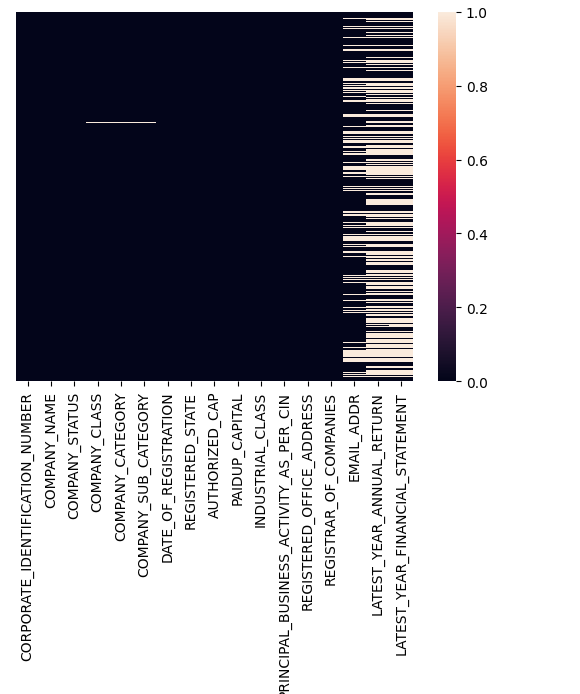 1.0
0.8
0.6
0.4
0.2
0.0
CORPORATE_IDENTIFICATION_NUMBER
COMPANY_NAME
COMPANY_STATUS
COMPANY_CLASS
COMPANY_CATEGORY
COMPANY_SUB_CATEGORY
DATE_OF_REGISTRATION
REGISTERED_STATE
AUTHORIZED_CAP
PAIDUP_CAPITAL
INDUSTRIAL_CLASS
PRINCIPAL_BUSINESS_ACTIVITY_AS_PER_CIN
REGISTERED_OFFICE_ADDRESS
REGISTRAR_OF_COMPANIES
EMAIL_ADDR
LATEST_YEAR_ANNUAL_RETURN
LATEST_YEAR_FINANCIAL_STATEMENT